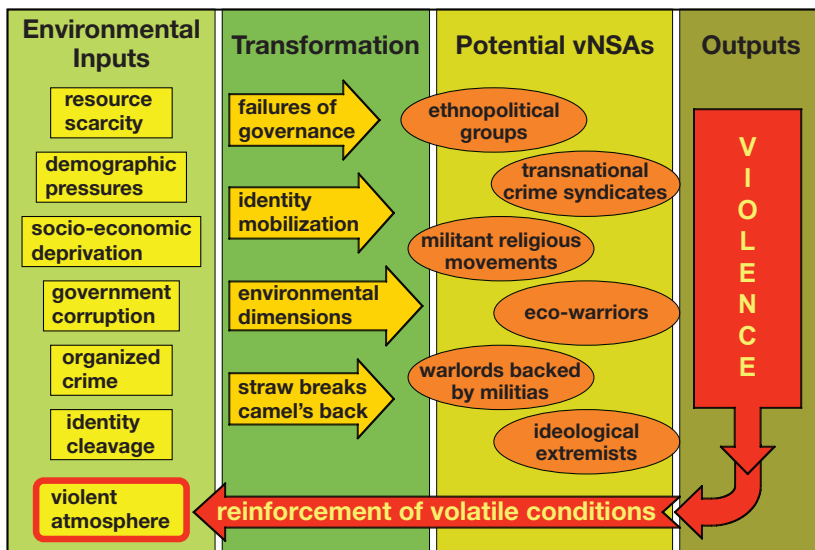 Environmental
Inputs
resource
scarcity
demographic
pressures
socio-economic
deprivation
government
corruption
organized
crime
identity
cleavage
violent
atmosphere
Transformation
failures of
governance
identity
mobilization
environmental
dimensions
straw breaks
camel's back
Potential vNSAs
ethnopolitical
groups
transnational
crime syndicates
militant religious
movements
eco-warriors
warlords backed
by militias
ideological
extremists
Outputs
VIOLENCE
reinforcement of volatile conditions